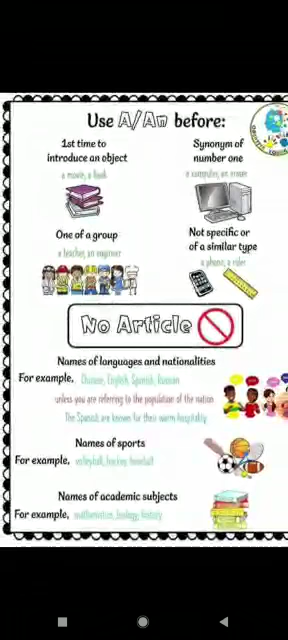 Use A/An before:
1st time to
introduce an object
a movie, a book
Synonym of
number one
a computer, an eraser
One of a group
a teacher, an engineer
Not specific or
of a similar type
a phone, a ruler
No Article
Names of languages and nationalities
For example, Chinese, English, Spanish, Russian
unless you are referring to the population of the nation
The Spanish are known for their warm hospitality
Names of sports
For example, volleyball, hockey, baseball
Names of academic subjects
For example, mathematics, biology, history